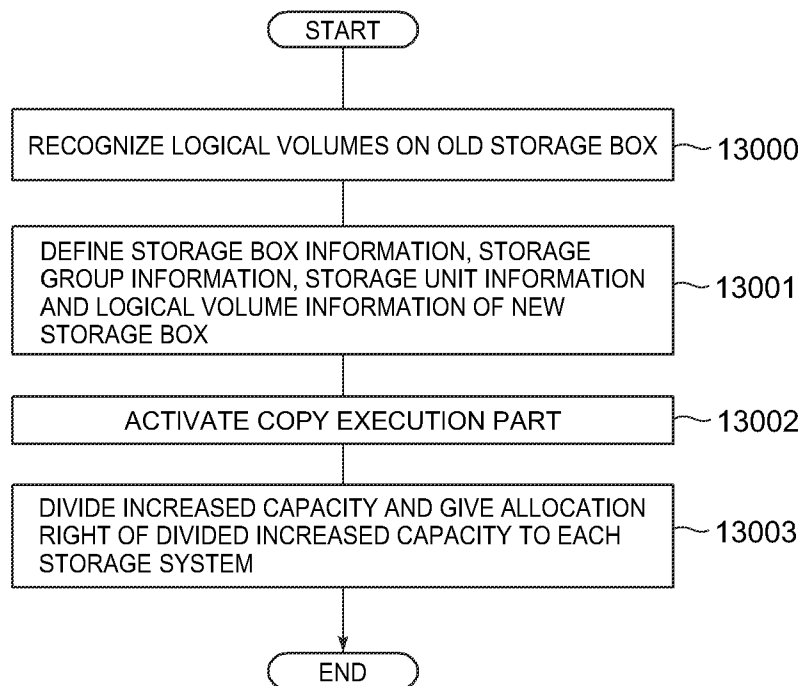 START
RECOGNIZE LOGICAL VOLUMES ON OLD STORAGE BOX
13000
DEFINE STORAGE BOX INFORMATION, STORAGE
GROUP INFORMATION, STORAGE UNIT INFORMATION
AND LOGICAL VOLUME INFORMATION OF NEW
STORAGE BOX
13001
ACTIVATE COPY EXECUTION PART
13002
DIVIDE INCREASED CAPACITY AND GIVE ALLOCATION
RIGHT OF DIVIDED INCREASED CAPACITY TO EACH
STORAGE SYSTEM
13003
END